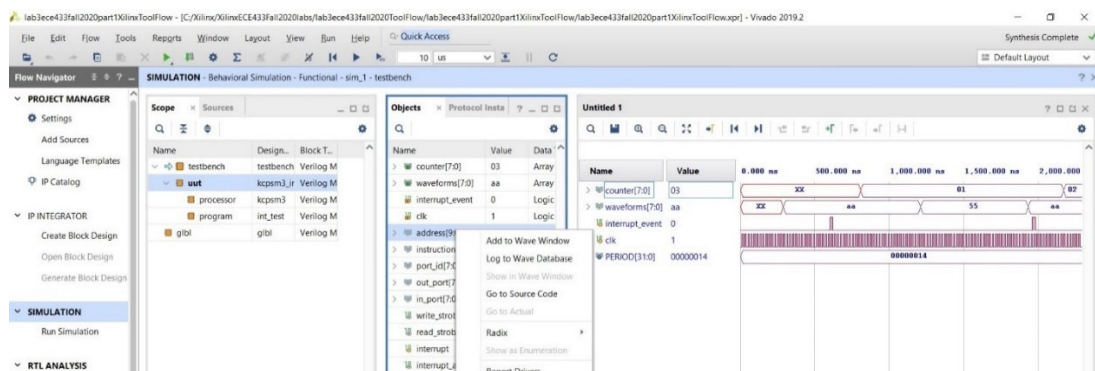 lab3ece433fall2020part1XilinxToolFlow - [C:/Xilinx/XilinxECE433Fall2020labs/lab3ece433fall2020ToolFlow/lab3ece433fall2020part1XilinxToolFlow/lab3ece433fall2020part1XilinxToolFlow.xpr] - Vivado 2019.2
File Edit Flow Tools Reports Window Layout View Run Help Quick Access
Synthesis Complete
10 us
Default Layout
Flow Navigator
SIMULATION - Behavioral Simulation - Functional - sim_1 - testbench
PROJECT MANAGER
Settings
Add Sources
Language Templates
IP Catalog
IP INTEGRATOR
Create Block Design
Open Block Design
Generate Block Design
SIMULATION
Run Simulation
RTL ANALYSIS
Scope Sources
Name Design... Block T...
testbench testbench Verilog M
uut kcpsm3_ir Verilog M
processor kcpsm3 Verilog M
program int_test Verilog M
glbl glbl Verilog M
Objects Protocol Insta
Name Value Data
counter[7:0] 03 Array
waveforms[7:0] aa Array
interrupt_event 0 Logic
clk 1 Logic
address[9:
instruction
port_id[7:0
out_port[7
in_port[7:0
write_strob
read_strob
interrupt
interrupt_a
Add to Wave Window
Log to Wave Database
Show in Wave Window
Go to Source Code
Go to Actual
Radix
Show as Enumeration
Report Drivers
Untitled 1
Name Value
0.000 ns 500.000 ns 1,000.000 ns 1,500.000 ns 2,000.000
counter[7:0] 03 XX 01 02
waveforms[7:0] aa XX aa 55 aa
interrupt_event 0
clk 1
PERIOD[31:0] 00000014 00000014